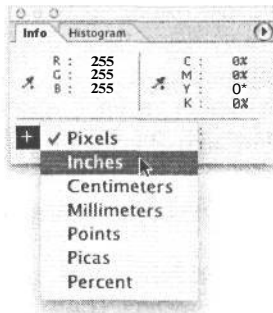 Info Histogram
R : 255 C : 0%
G : 255 M : 0%
B : 255 Y : 0*
K : 0%
+ ✓ Pixels
Inches
Centimeters
Millimeters
Points
Picas
Percent